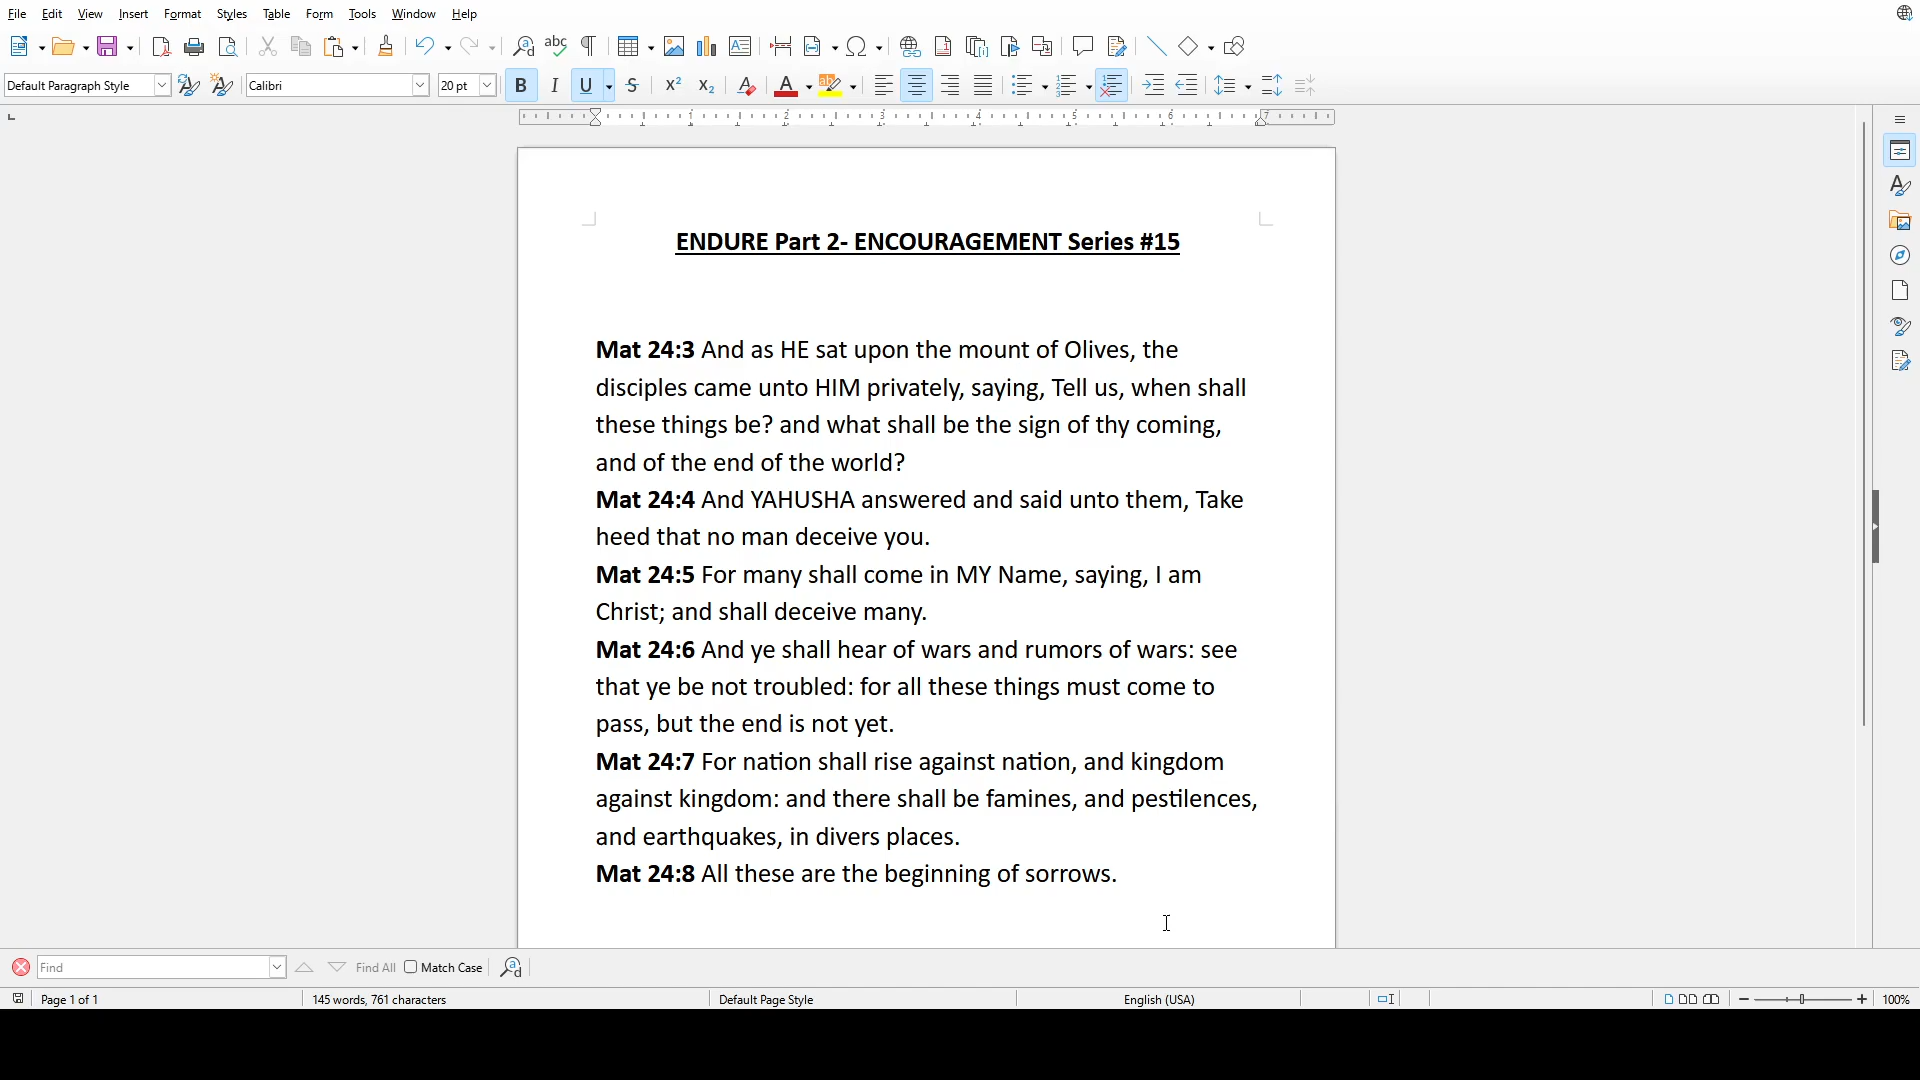 File Edit View Insert Format Styles Table Form Tools Window Help
Default Paragraph Style Calibri 20 pt
1 2 3 4 5 6 7
ENDURE Part 2- ENCOURAGEMENT Series #15
Mat 24:3 And as HE sat upon the mount of Olives, the
disciples came unto HIM privately, saying, Tell us, when shall
these things be? and what shall be the sign of thy coming,
and of the end of the world?
Mat 24:4 And YAHUSHA answered and said unto them, Take
heed that no man deceive you.
Mat 24:5 For many shall come in MY Name, saying, I am
Christ; and shall deceive many.
Mat 24:6 And ye shall hear of wars and rumors of wars: see
that ye be not troubled: for all these things must come to
pass, but the end is not yet.
Mat 24:7 For nation shall rise against nation, and kingdom
against kingdom: and there shall be famines, and pestilences,
and earthquakes, in divers places.
Mat 24:8 All these are the beginning of sorrows.
Find Find All Match Case
Page 1 of 1 145 words, 761 characters Default Page Style English (USA) 100%